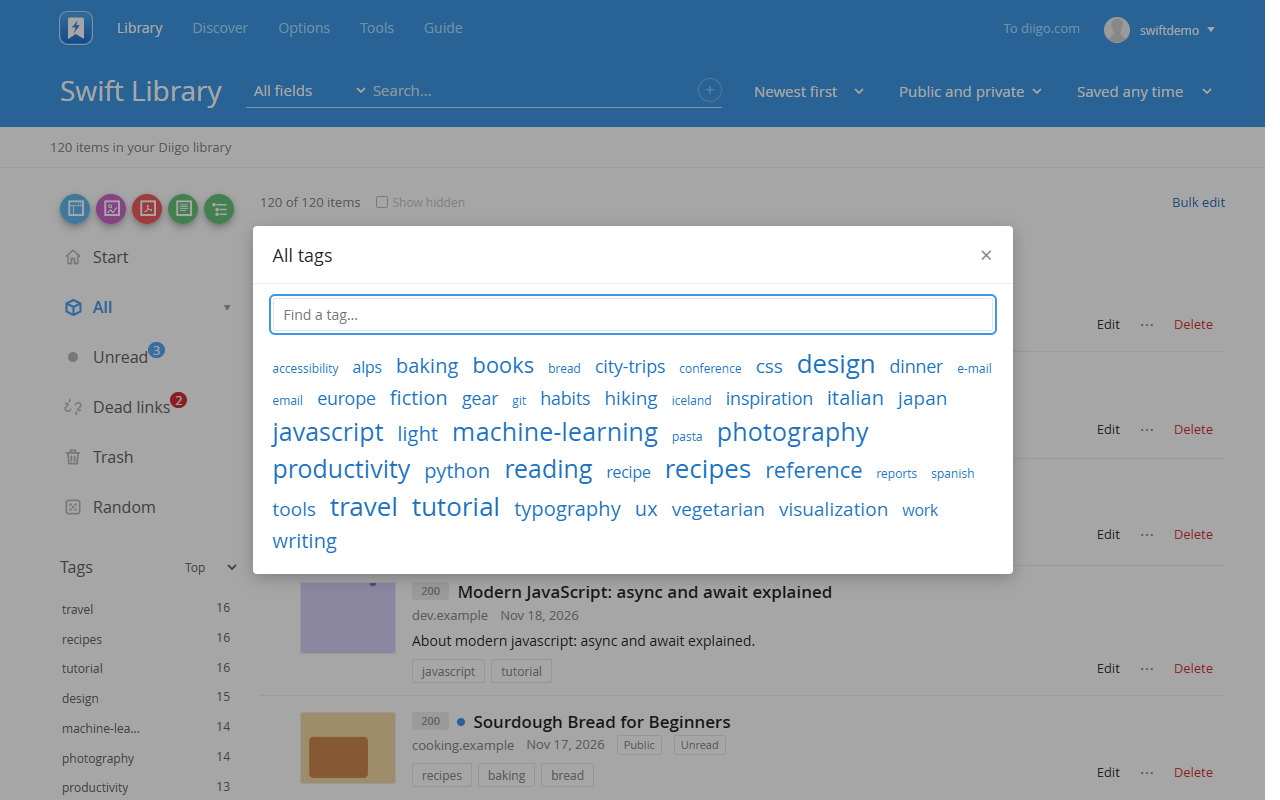 Library Discover Options Tools Guide To diigo.com swiftdemo
Swift Library All fields Search... + Newest first Public and private Saved any time
120 items in your Diigo library
120 of 120 items Show hidden Bulk edit
Start
All
Unread 3
Dead links 2
Trash
Random
Tags Top
travel 16
recipes 16
tutorial 16
design 15
machine-lea... 14
photography 14
productivity 13
All tags ×
Find a tag...
accessibility alps baking books bread city-trips conference css design dinner e-mail
email europe fiction gear git habits hiking iceland inspiration italian japan
javascript light machine-learning pasta photography
productivity python reading recipe recipes reference reports spanish
tools travel tutorial typography ux vegetarian visualization work
writing
Edit ··· Delete
Edit ··· Delete
Edit ··· Delete
200 Modern JavaScript: async and await explained
dev.example Nov 18, 2026
About modern javascript: async and await explained.
javascript tutorial
Edit ··· Delete
200 Sourdough Bread for Beginners
cooking.example Nov 17, 2026 Public Unread
recipes baking bread
Edit ··· Delete